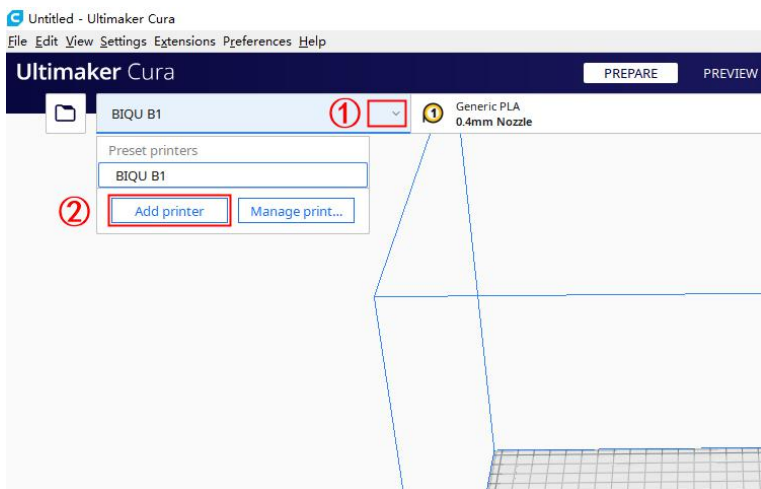 Untitled - Ultimaker Cura
File Edit View Settings Extensions Preferences Help
Ultimaker Cura
PREPARE PREVIEW
BIQU B1 ① 1 Generic PLA
0.4mm Nozzle
Preset printers
BIQU B1
② Add printer Manage print...